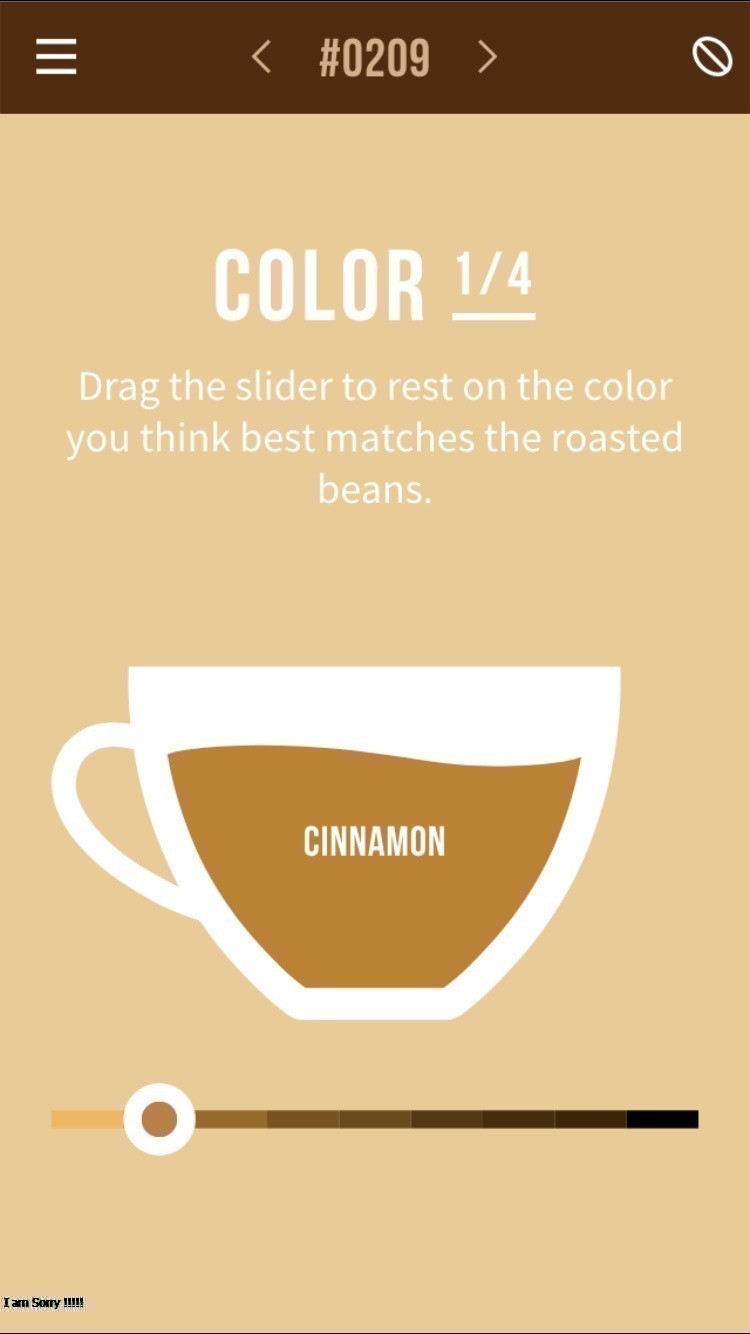 #0209
COLOR 1/4
Drag the slider to rest on the color
you think best matches the roasted
beans.
CINNAMON
I am Sorry !!!!!